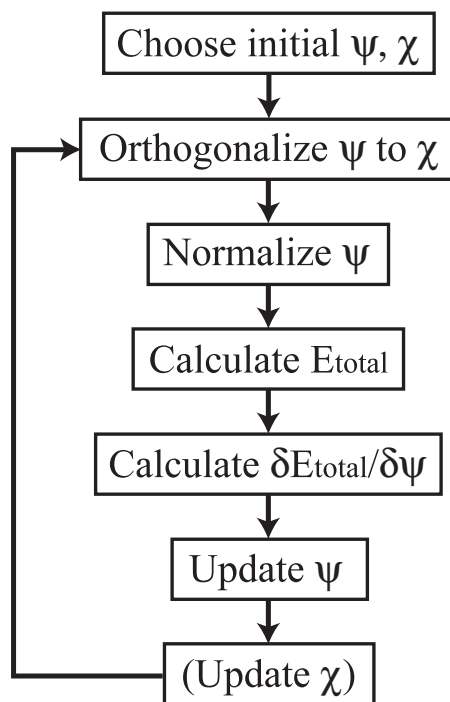 Choose initial ψ, χ
Orthogonalize ψ to χ
Normalize ψ
Calculate Etotal
Calculate δEtotal/δψ
Update ψ
(Update χ)